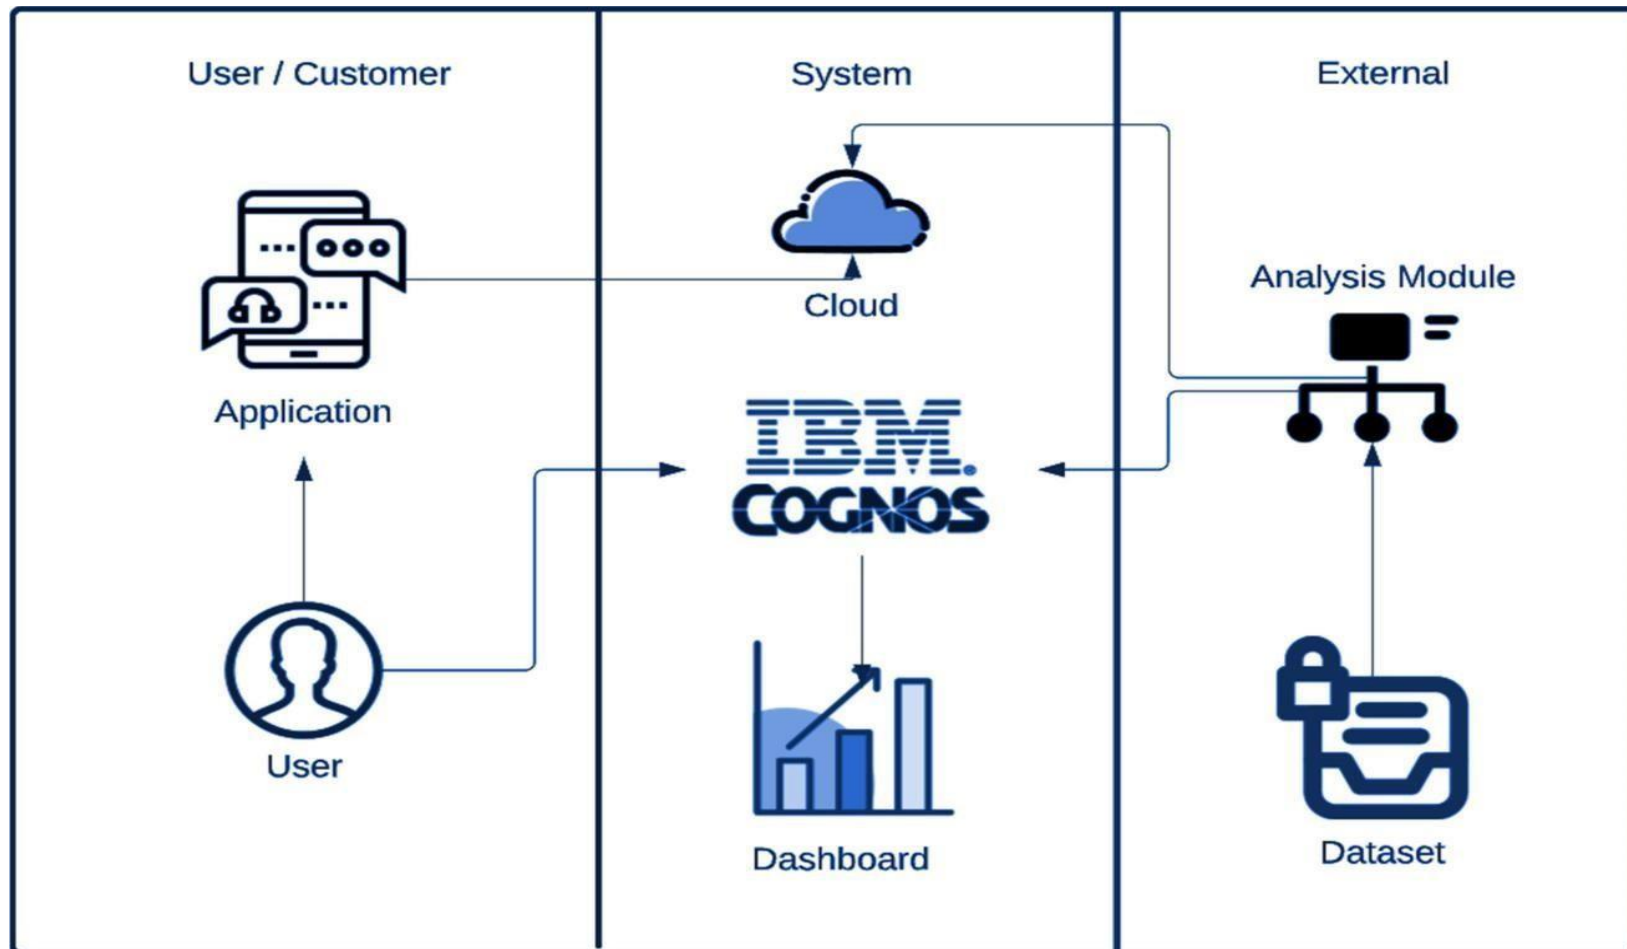 User / Customer
System
External
Application
User
Cloud
IBM.
COGNOS
Dashboard
Analysis Module
Dataset